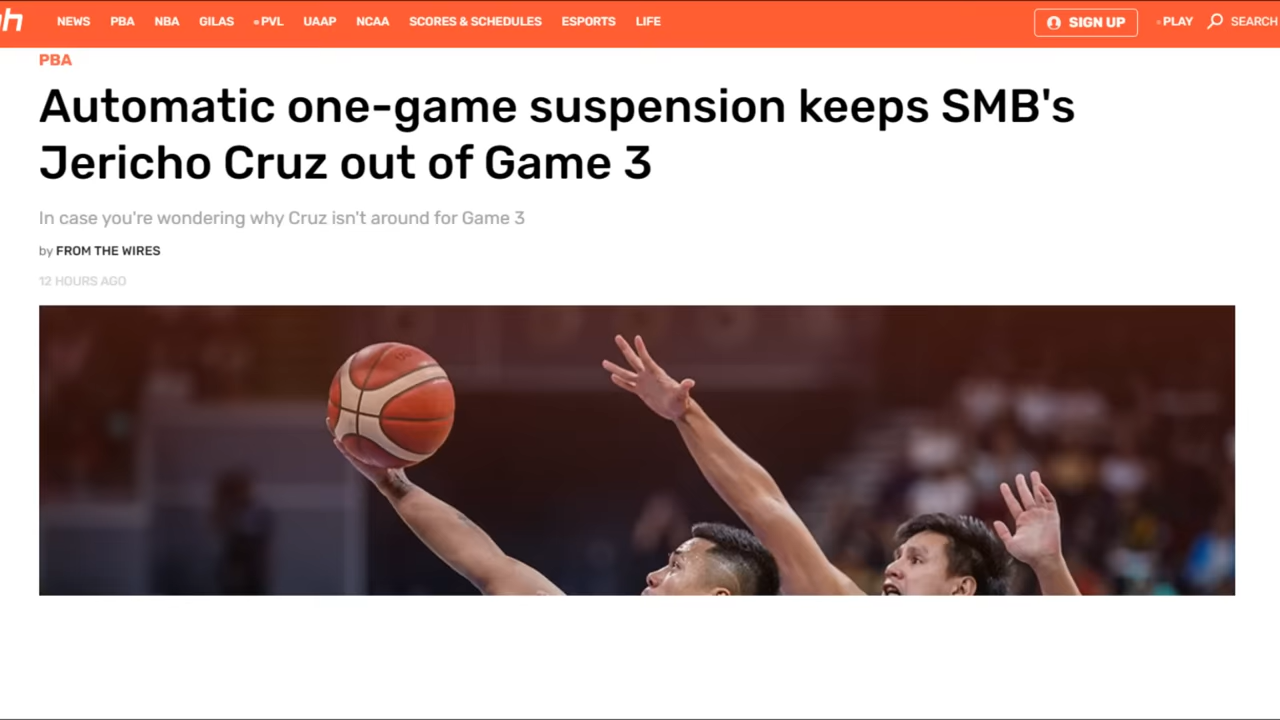 NEWS PBA NBA GILAS PVL UAAP NCAA SCORES & SCHEDULES ESPORTS LIFE SIGN UP PLAY SEARCH
PBA
Automatic one-game suspension keeps SMB's
Jericho Cruz out of Game 3
In case you're wondering why Cruz isn't around for Game 3
by FROM THE WIRES
12 HOURS AGO